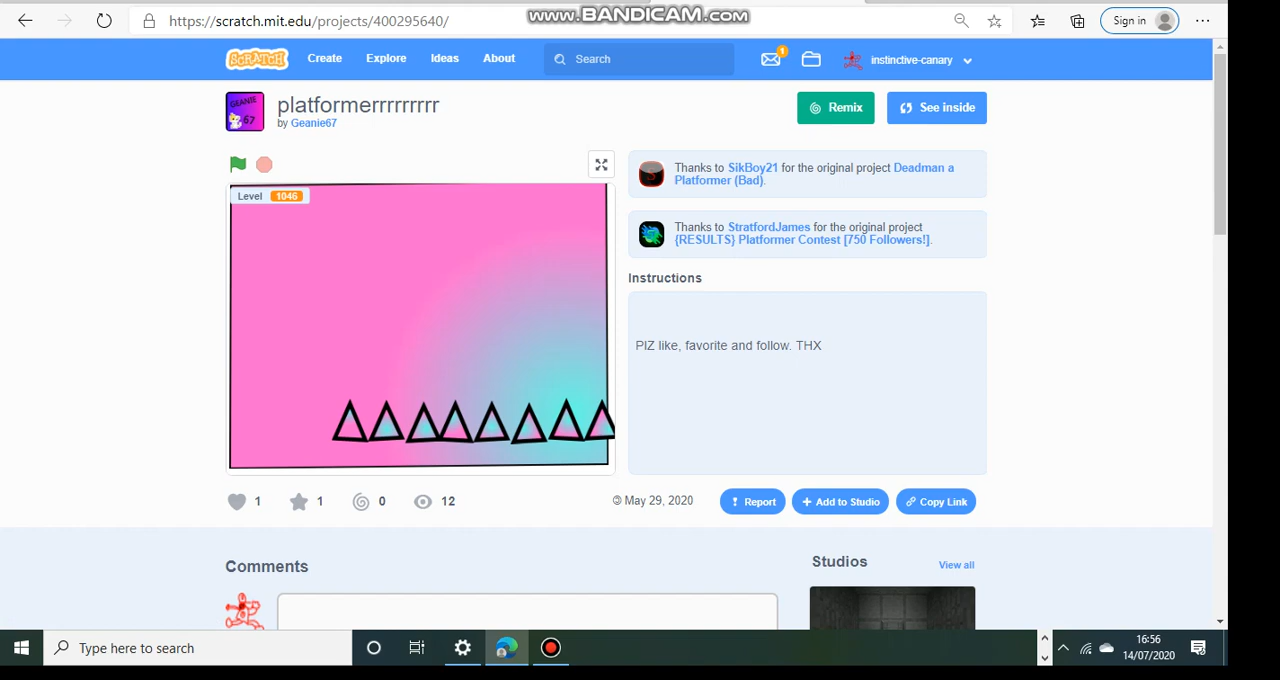 www.BANDICAM.com
https://scratch.mit.edu/projects/400295640/
Sign in
SCRATCH
Create
Explore
Ideas
About
Search
1
instinctive-canary
GEANIE
67
platformerrrrrrrrr
by Geanie67
Remix
See inside
Level 1046
Thanks to SikBoy21 for the original project Deadman a
Platformer (Bad).
Thanks to StratfordJames for the original project
{RESULTS} Platformer Contest [750 Followers!].
Instructions
PlZ like, favorite and follow. THX
1
1
0
12
© May 29, 2020
Report
Add to Studio
Copy Link
Comments
Studios
View all
Type here to search
16:56
14/07/2020